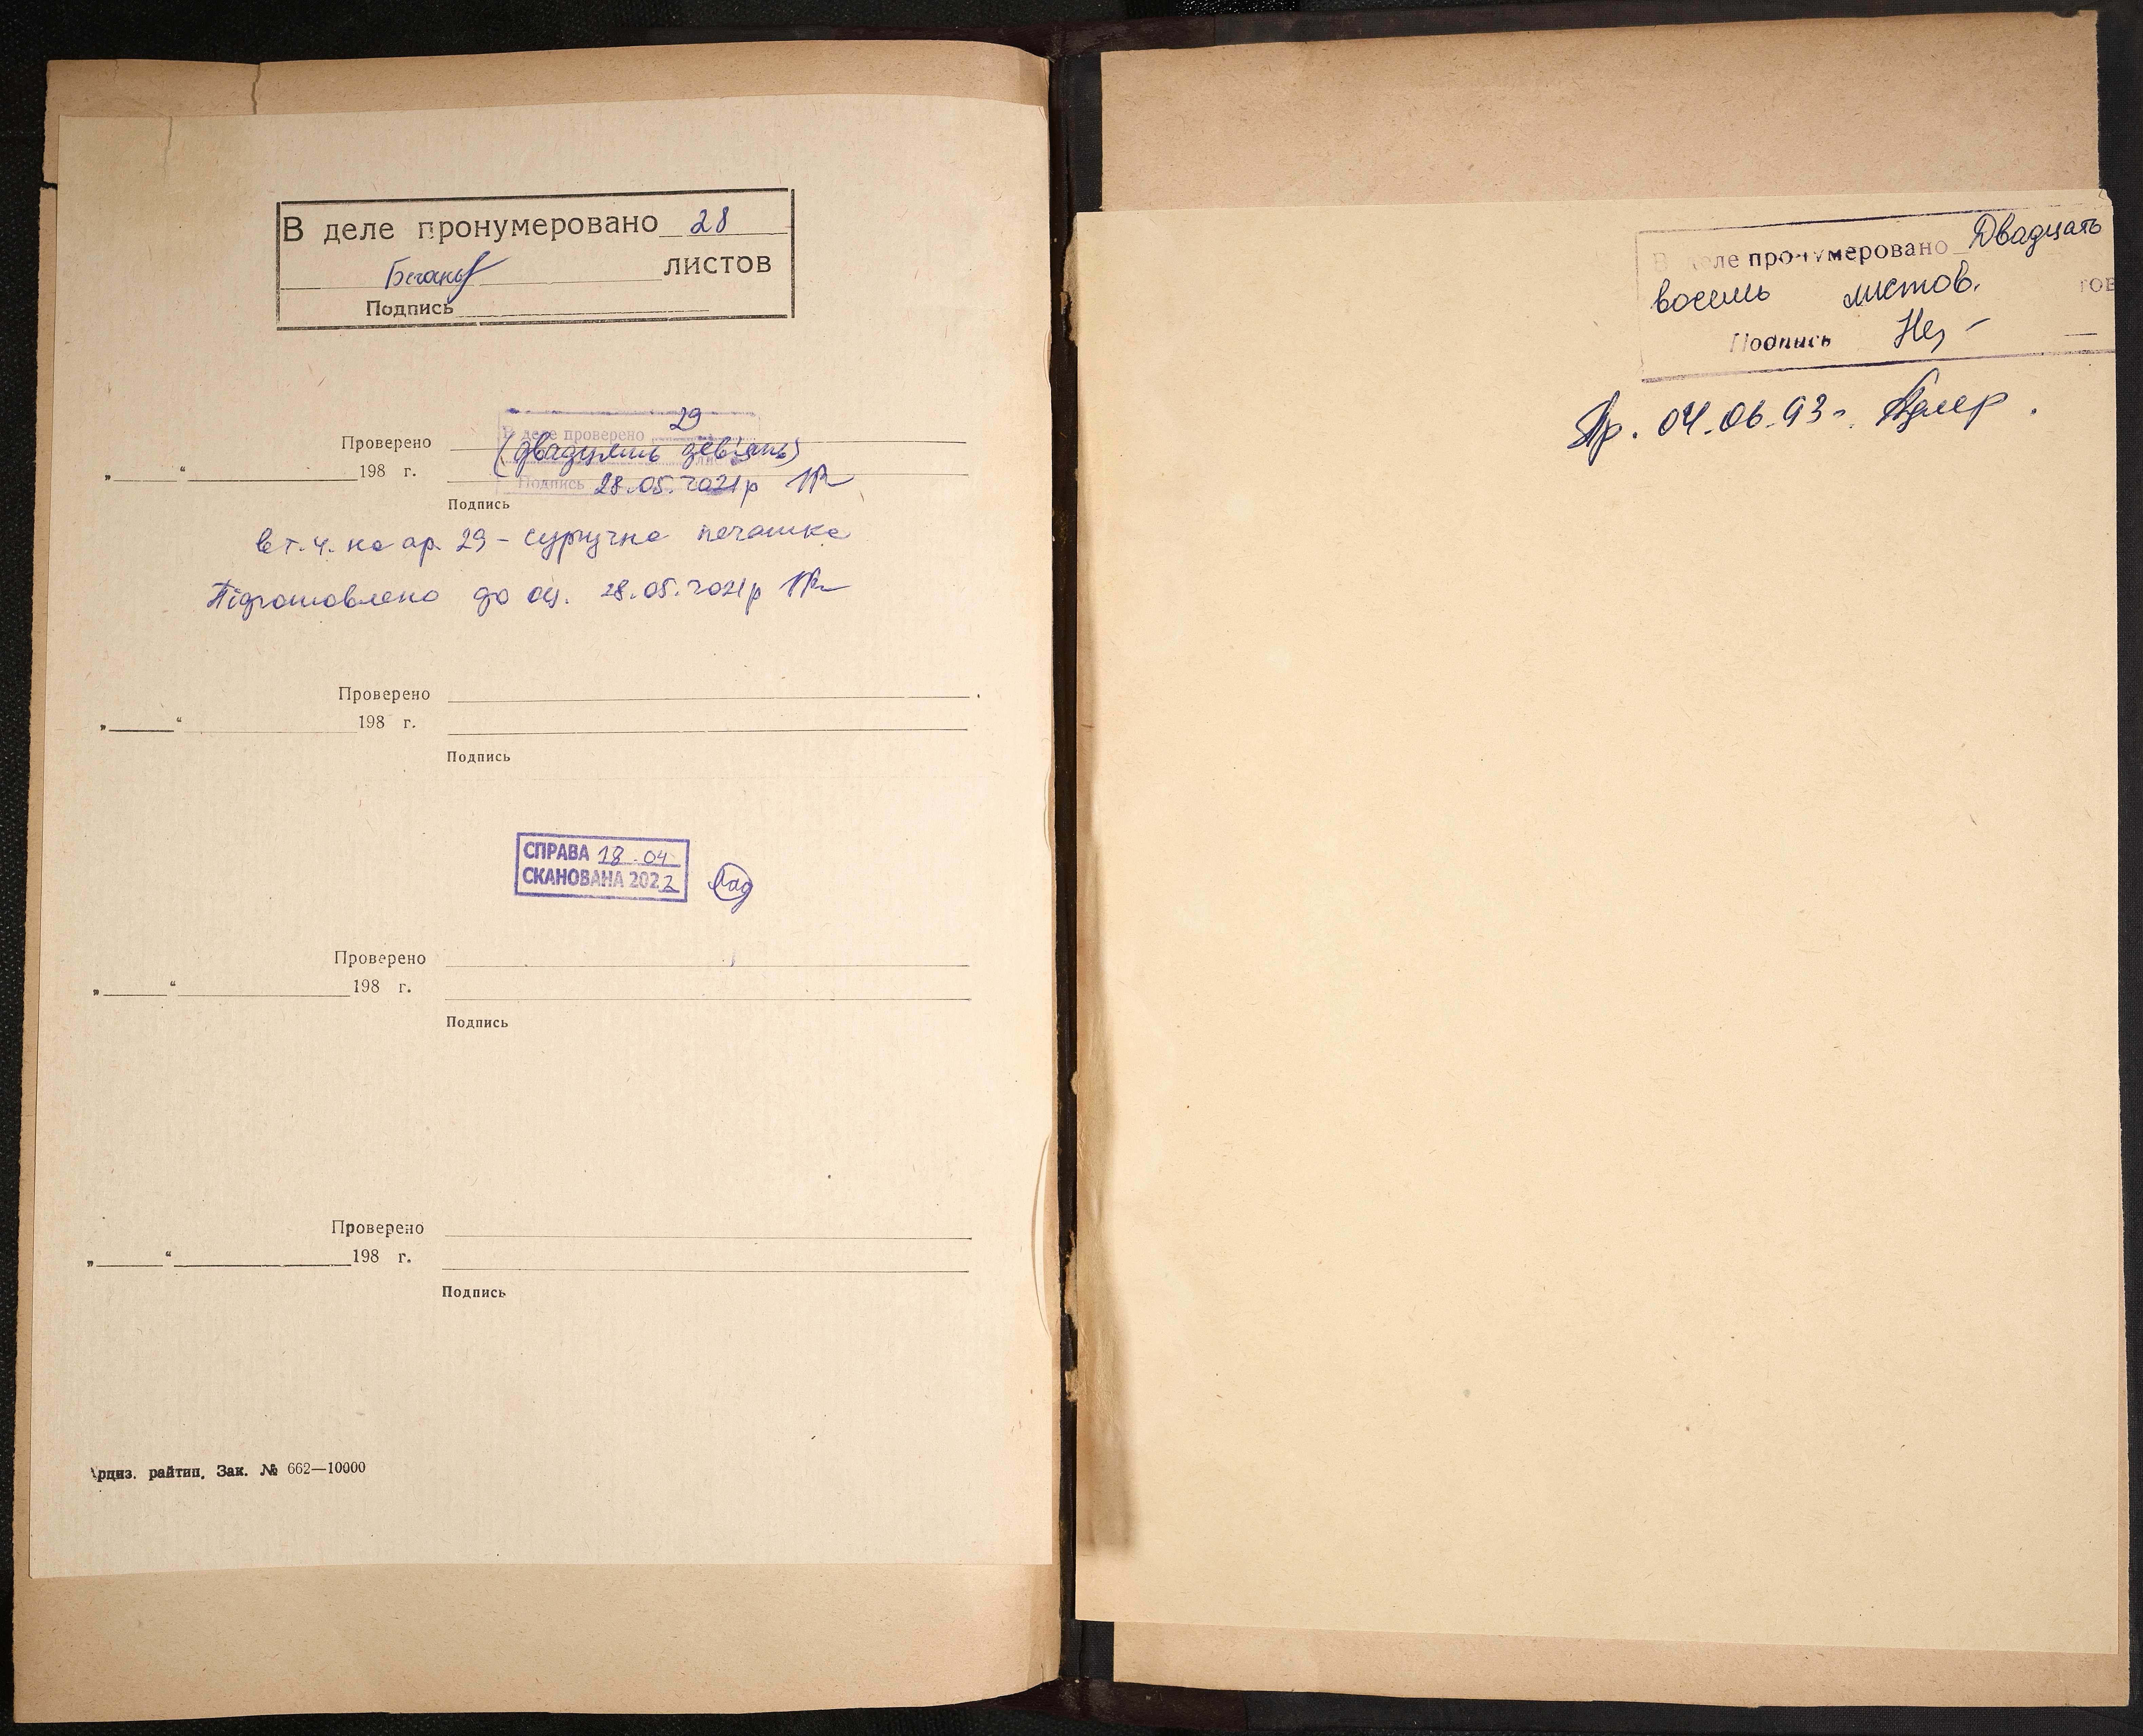 В деле пронумеровано 28
листов
Подпись
29
Проверено
В деле проверено
(двадцять дев'ять)
„ “ 198 г.
Подпись 28.05.2021р
Подпись
в т.ч. на ар. 29 – сургучна печатка
Підготовлено до оц. 28.05.2021р
Проверено
„ “ 198 г.
Подпись
СПРАВА 18.04
СКАНОВАНА 2022
Проверено
„ “ 198 г.
Подпись
Проверено
„ “ 198 г.
Подпись
райтип. Зак. № 662—10000
В деле пронумеровано Двадцать
восемь листов.
Подпись
Пр. 04.06.93г.